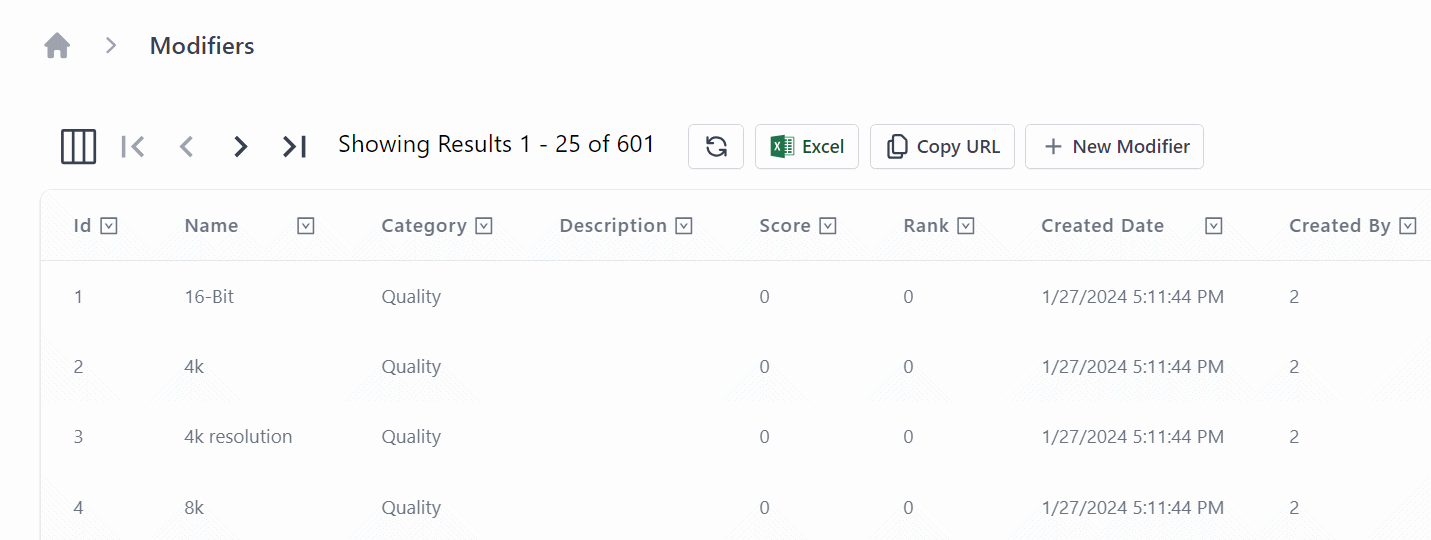 Modifiers
Showing Results 1 - 25 of 601 Excel Copy URL New Modifier
Id Name Category Description Score Rank Created Date Created By
1 16-Bit Quality 0 0 1/27/2024 5:11:44 PM 2
2 4k Quality 0 0 1/27/2024 5:11:44 PM 2
3 4k resolution Quality 0 0 1/27/2024 5:11:44 PM 2
4 8k Quality 0 0 1/27/2024 5:11:44 PM 2